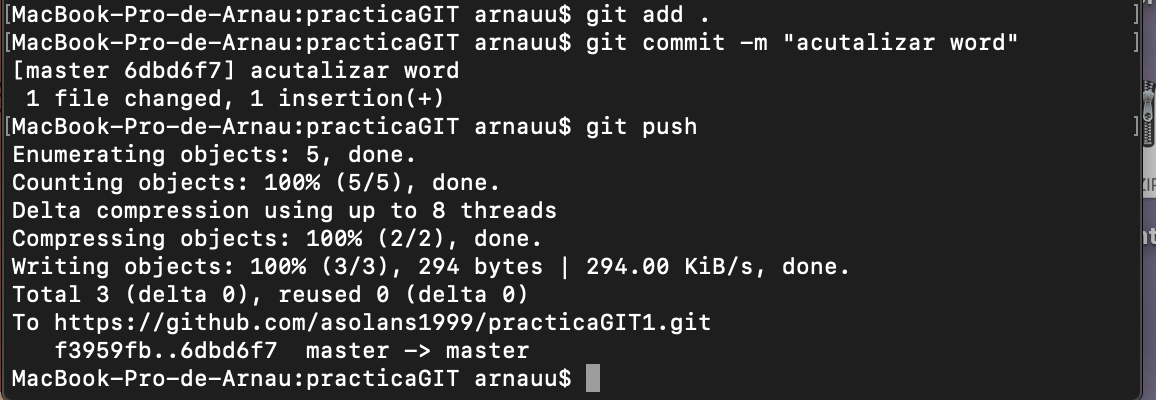 [MacBook-Pro-de-Arnau:practicaGIT arnauu$ git add . ]
[MacBook-Pro-de-Arnau:practicaGIT arnauu$ git commit -m "acutalizar word" ]
[master 6dbd6f7] acutalizar word
 1 file changed, 1 insertion(+)
[MacBook-Pro-de-Arnau:practicaGIT arnauu$ git push ]
Enumerating objects: 5, done.
Counting objects: 100% (5/5), done.
Delta compression using up to 8 threads
Compressing objects: 100% (2/2), done.
Writing objects: 100% (3/3), 294 bytes | 294.00 KiB/s, done.
Total 3 (delta 0), reused 0 (delta 0)
To https://github.com/asolans1999/practicaGIT1.git
   f3959fb..6dbd6f7  master -> master
MacBook-Pro-de-Arnau:practicaGIT arnauu$